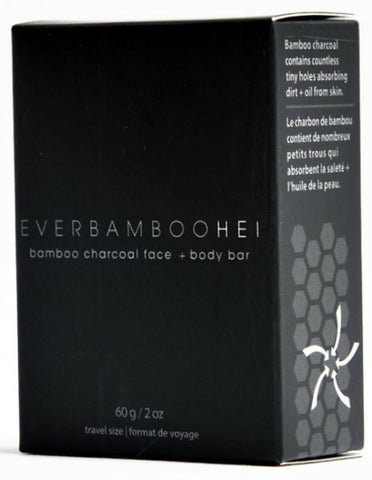 EVERBAMBOOHEI
bamboo charcoal face + body bar
60 g / 2 oz
travel size | format de voyage
Bamboo charcoal
contains countless
tiny holes absorbing
dirt + oil from skin.
Le charbon de bambou
contient de nombreux
petits trous qui
absorbent la saleté +
l'huile de la peau.